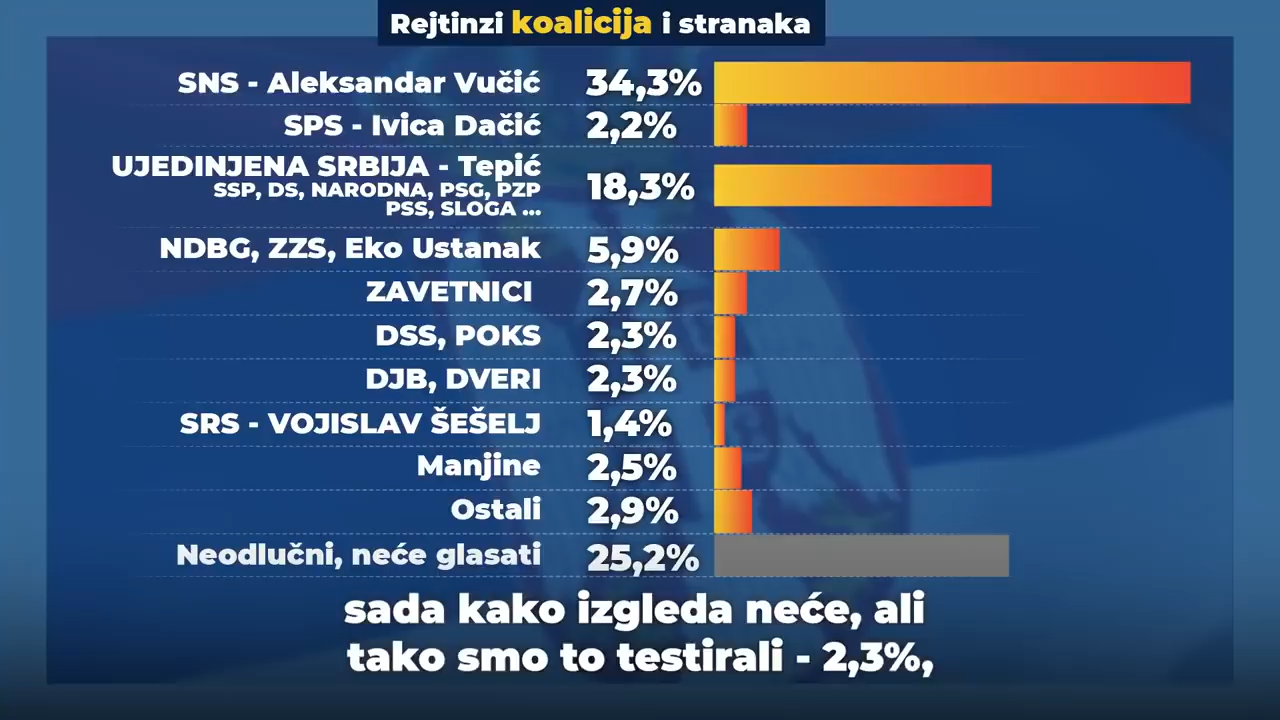 Rejtinzi koalicija i stranaka
SNS - Aleksandar Vučić 34,3%
SPS - Ivica Dačić 2,2%
UJEDINJENA SRBIJA - Tepić
SSP, DS, NARODNA, PSG, PZP
PSS, SLOGA ...
18,3%
NDBG, ZZS, Eko Ustanak 5,9%
ZAVETNICI 2,7%
DSS, POKS 2,3%
DJB, DVERI 2,3%
SRS - VOJISLAV ŠEŠELJ 1,4%
Manjine 2,5%
Ostali 2,9%
Neodlučni, neće glasati 25,2%
sada kako izgleda neće, ali
tako smo to testirali - 2,3%,